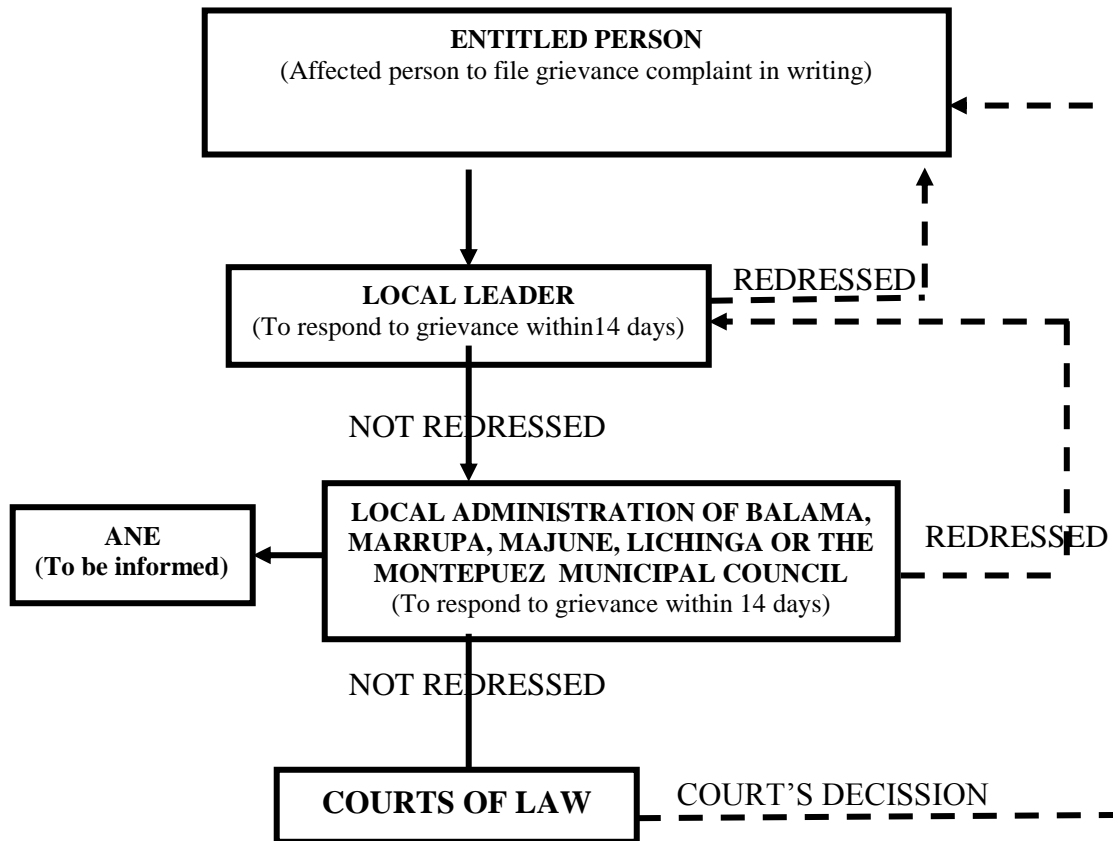 ENTITLED PERSON
(Affected person to file grievance complaint in writing)
LOCAL LEADER
(To respond to grievance within14 days)
REDRESSED
NOT REDRESSED
LOCAL ADMINISTRATION OF BALAMA,
MARRUPA, MAJUNE, LICHINGA OR THE
MONTEPUEZ MUNICIPAL COUNCIL
(To respond to grievance within 14 days)
ANE
(To be informed)
REDRESSED
NOT REDRESSED
COURTS OF LAW
COURT'S DECISSION